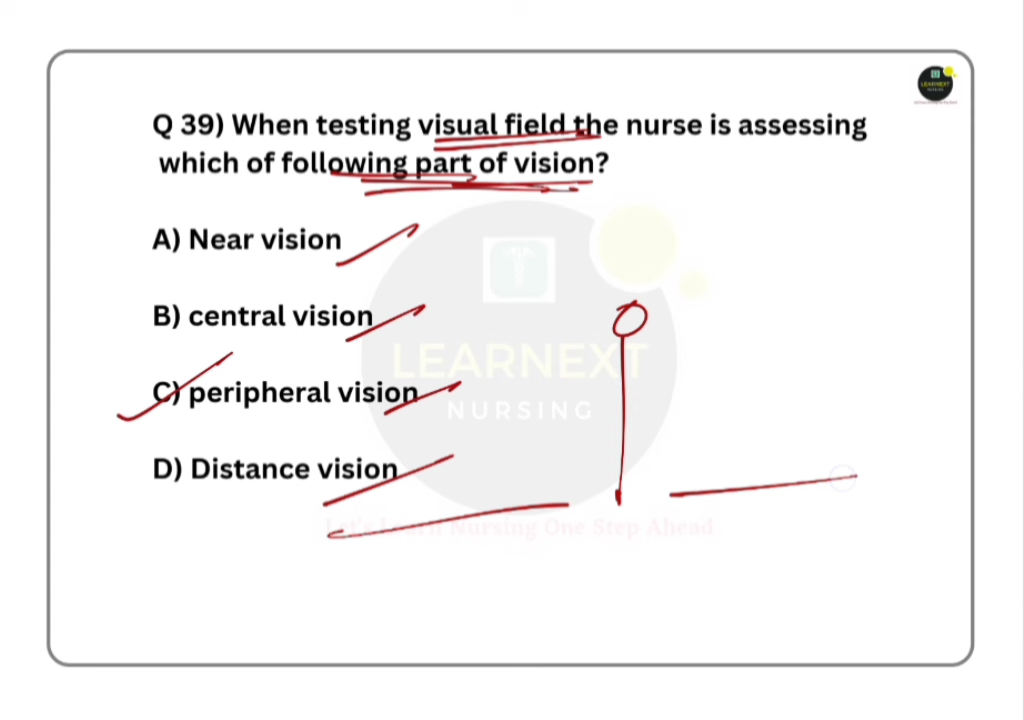 LEARNEXT
Q 39) When testing visual field the nurse is assessing
which of following part of vision?
A) Near vision
B) central vision
C) peripheral vision
D) Distance vision
LEARNEXT
NURSING
Let's Learn Nursing One Step Ahead